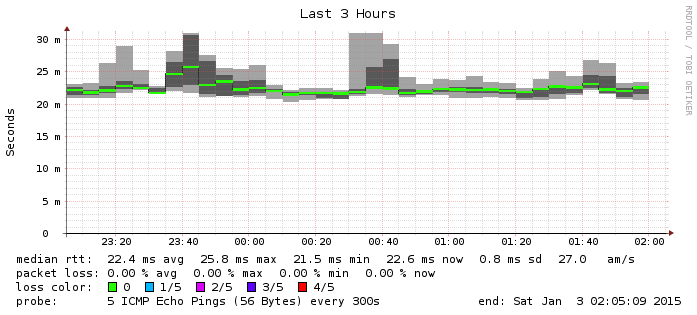 Last 3 Hours
RRDTOOL / TOBI OETIKER
Seconds
30 m
25 m
20 m
15 m
10 m
5 m
0
23:20 23:40 00:00 00:20 00:40 01:00 01:20 01:40 02:00
median rtt: 22.4 ms avg 25.8 ms max 21.5 ms min 22.6 ms now 0.8 ms sd 27.0 am/s
packet loss: 0.00 % avg 0.00 % max 0.00 % min 0.00 % now
loss color: 0 1/5 2/5 3/5 4/5
probe: 5 ICMP Echo Pings (56 Bytes) every 300s end: Sat Jan 3 02:05:09 2015